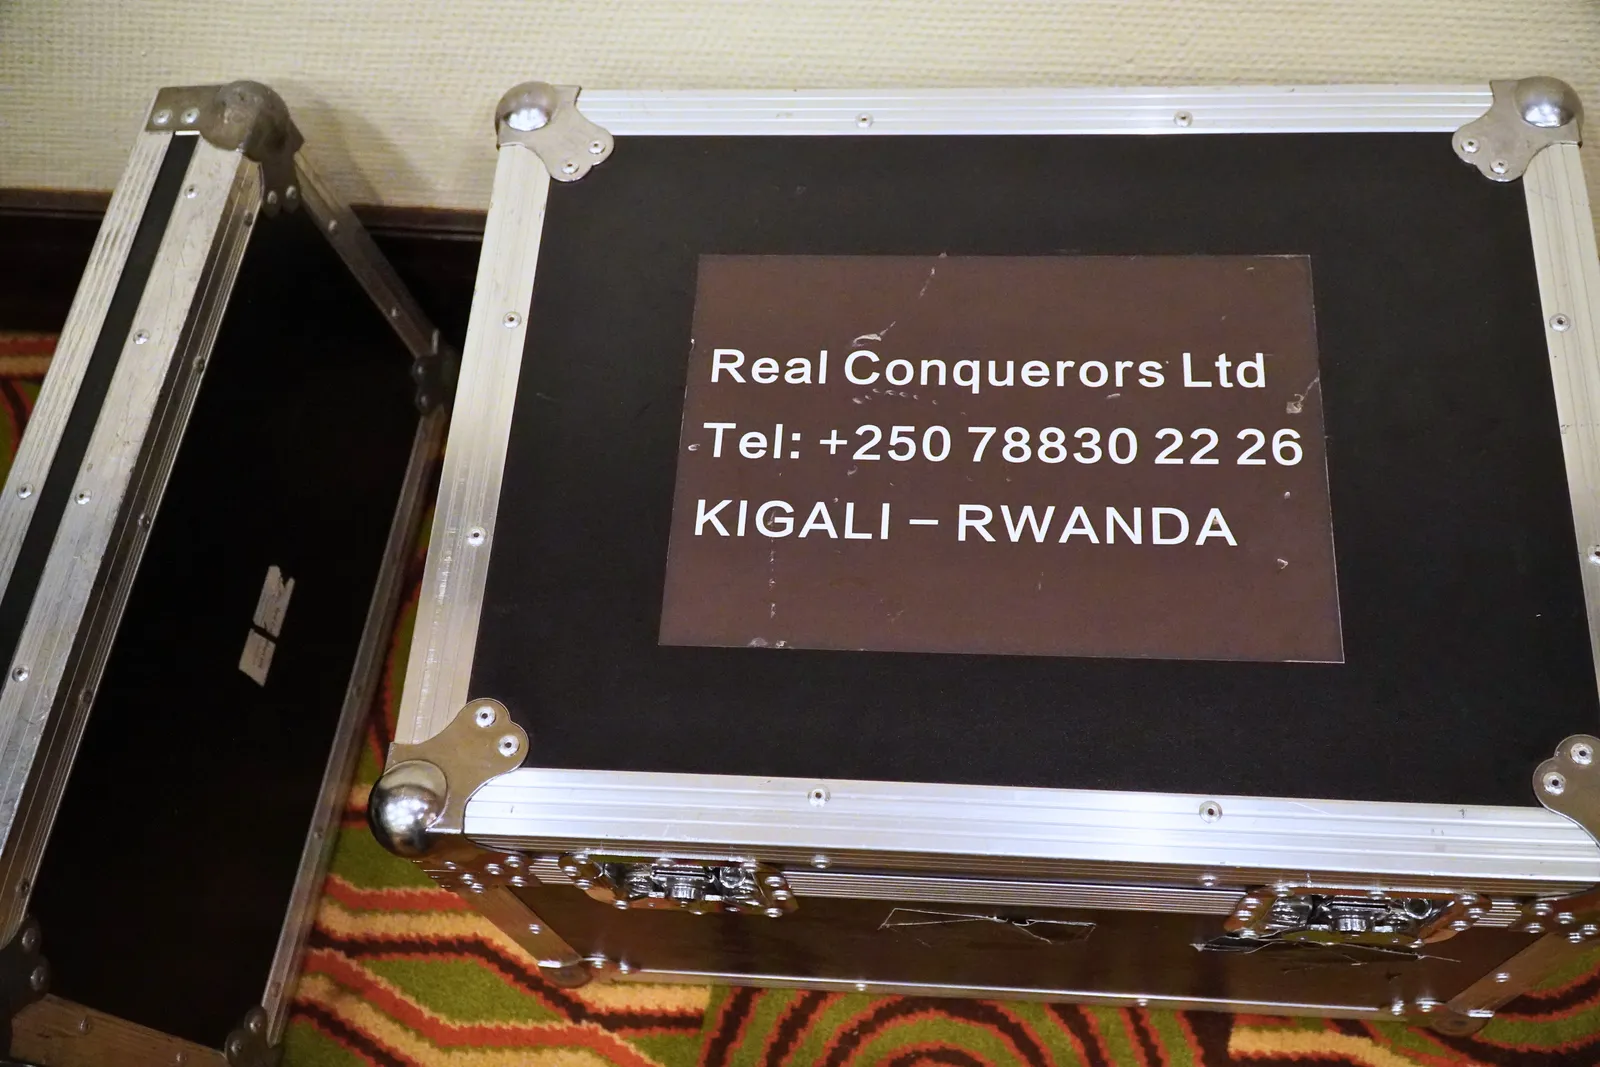 Real Conquerors Ltd
Tel: +250 78830 22 26
KIGALI – RWANDA